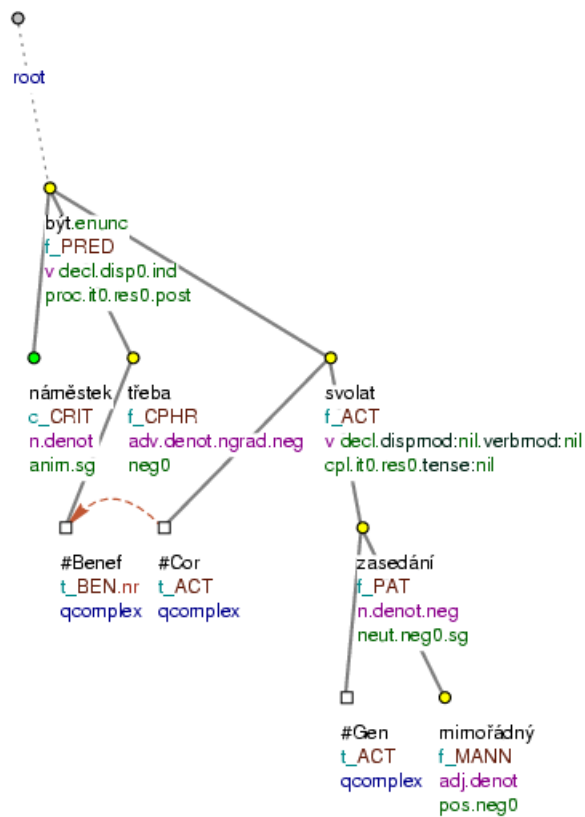 root
být.enunc
f_PRED
v decl.disp0.ind
proc.it0.res0.post
náměstek
c_CRIT
n.denot
anim.sg
třeba
f_CPHR
adv.denot.ngrad.neg
neg0
svolat
f_ACT
v decl.dispmod:nil.verbmod:nil
cpl.it0.res0.tense:nil
#Benef
t_BEN.nr
qcomplex
#Cor
t_ACT
qcomplex
zasedání
f_PAT
n.denot.neg
neut.neg0.sg
#Gen
t_ACT
qcomplex
mimořádný
f_MANN
adj.denot
pos.neg0